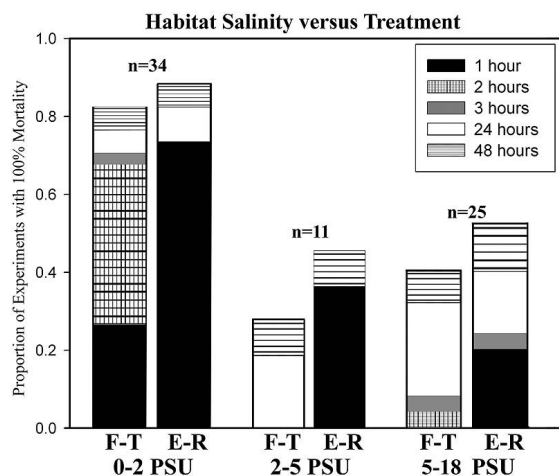 Habitat Salinity versus Treatment
Proportion of Experiments with 100% Mortality
1.0
0.8
0.6
0.4
0.2
0.0
n=34
n=11
n=25
1 hour
2 hours
3 hours
24 hours
48 hours
F-T E-R F-T E-R F-T E-R
0-2 PSU 2-5 PSU 5-18 PSU